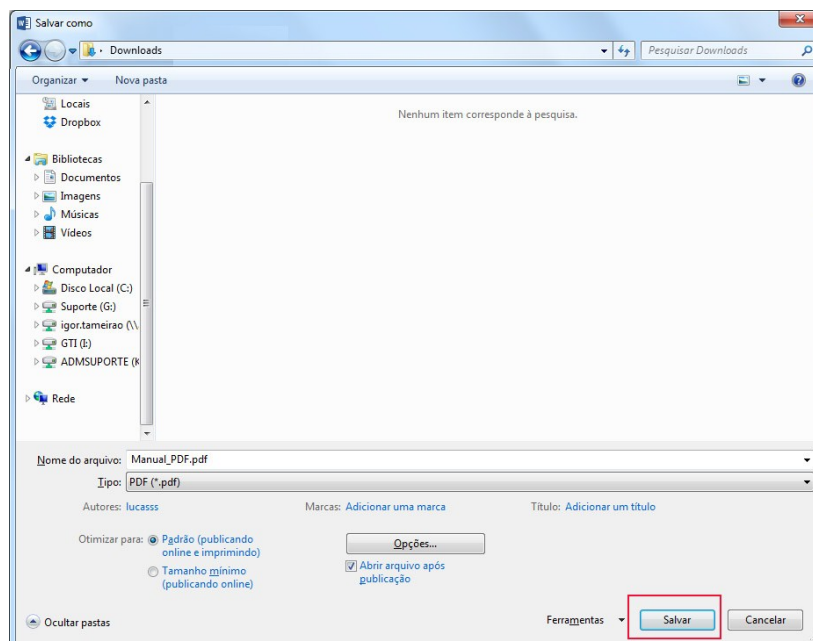 Salvar como
Downloads
Pesquisar Downloads
Organizar
Nova pasta
Locais
Dropbox
Bibliotecas
Documentos
Imagens
Músicas
Vídeos
Computador
Disco Local (C:)
Suporte (G:)
igor.tameirao (\\
GTI (I:)
ADMSUPORTE (K
Rede
Nenhum item corresponde à pesquisa.
Nome do arquivo: Manual_PDF.pdf
Tipo: PDF (*.pdf)
Autores: lucasss
Marcas: Adicionar uma marca
Título: Adicionar um título
Otimizar para:
Padrão (publicando
online e imprimindo)
Tamanho mínimo
(publicando online)
Opções...
Abrir arquivo após
publicação
Ocultar pastas
Ferramentas
Salvar
Cancelar